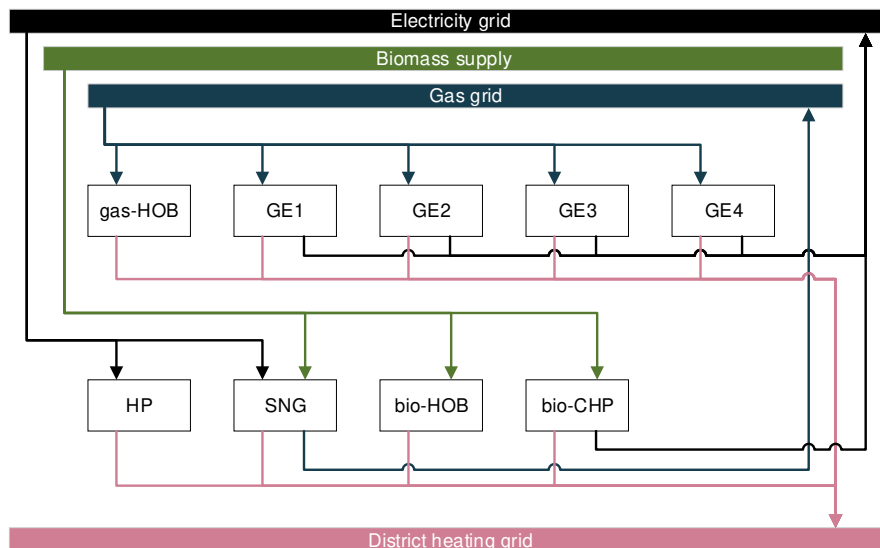 Electricity grid
Biomass supply
Gas grid
gas-HOB
GE1
GE2
GE3
GE4
HP
SNG
bio-HOB
bio-CHP
District heating grid